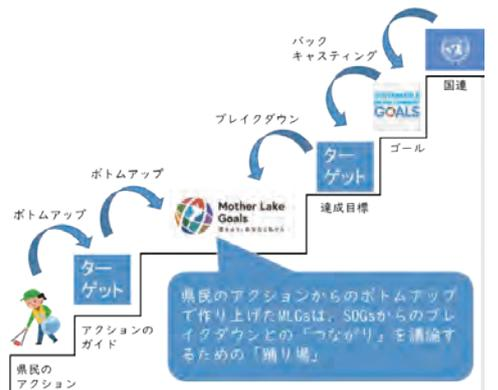 バック
キャスティング
国連
SUSTAINABLE
DEVELOPMENT
GOALS
ゴール
ブレイクダウン
ター
ゲット
達成目標
ボトムアップ
Mother Lake
Goals
ボトムアップ
ター
ゲット
アクションの
ガイド
県民の
アクション
県民のアクションからのボトムアップ
で作り上げたMLGsは、SDGsからのブレ
イクダウンとの「つながり」を議論す
るための「踊り場」